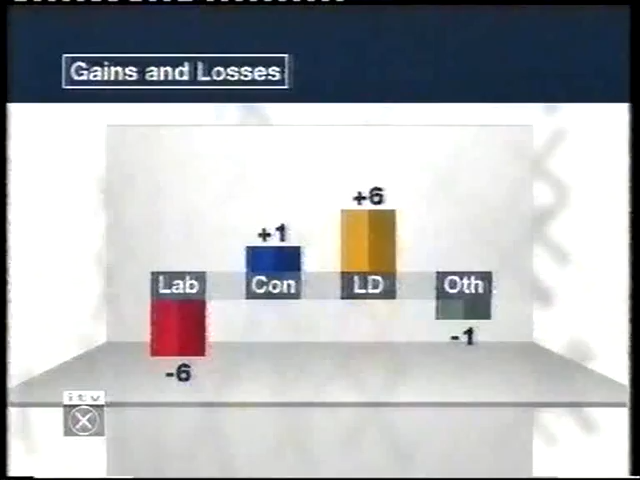 Gains and Losses
+6
+1
Lab
Con
LD
Oth
-1
-6
itv